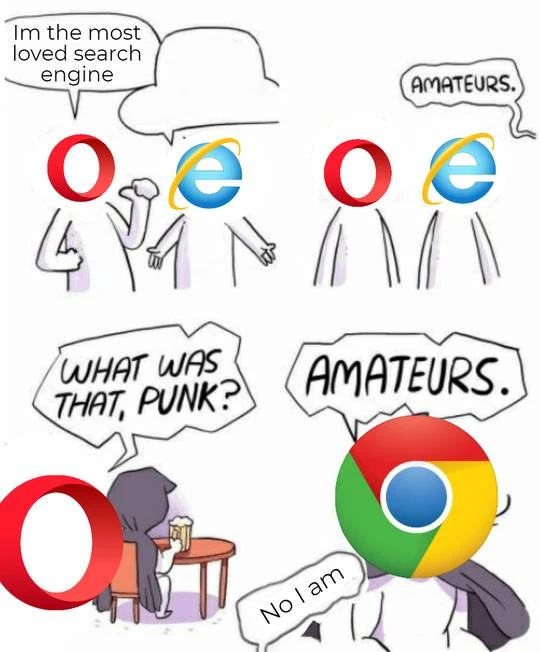 Im the most
loved search
engine
AMATEURS.
WHAT WAS
THAT, PUNK?
AMATEURS.
No I am